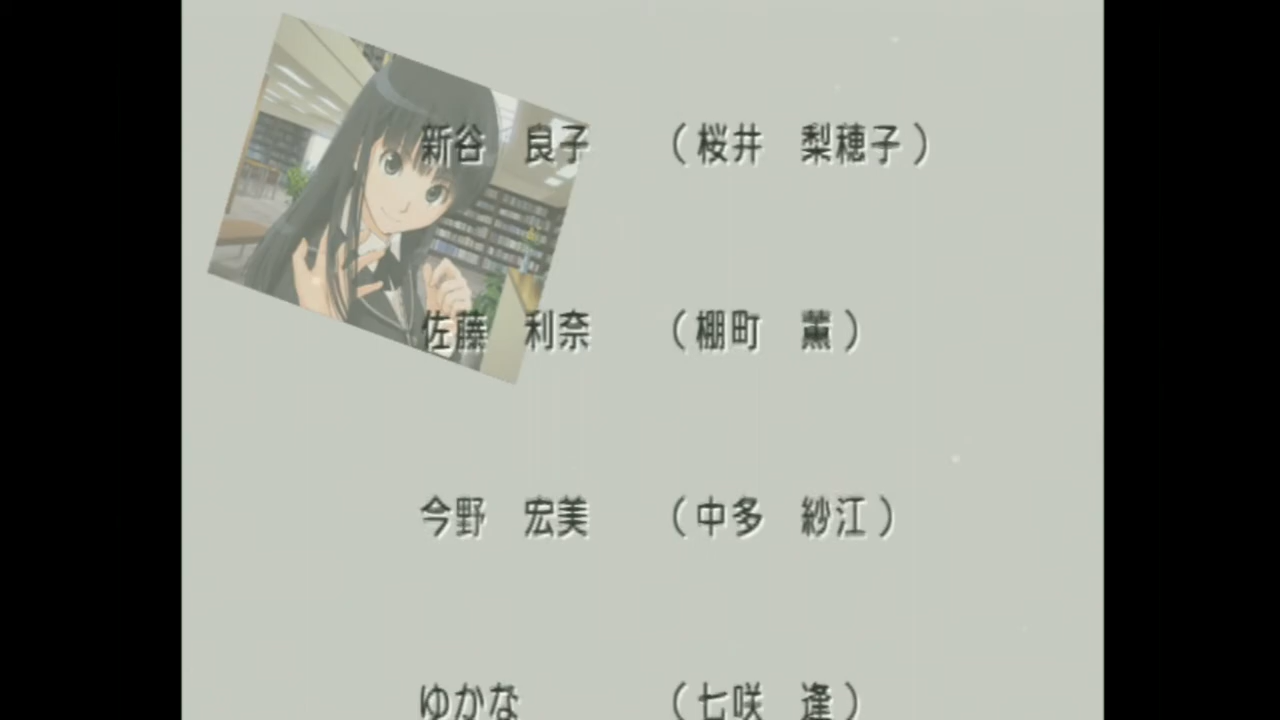 新谷　良子　　（桜井　梨穂子）
佐藤　利奈　　（棚町　薫）
今野　宏美　　（中多　紗江）
ゆかな　　　　（七咲　逢）